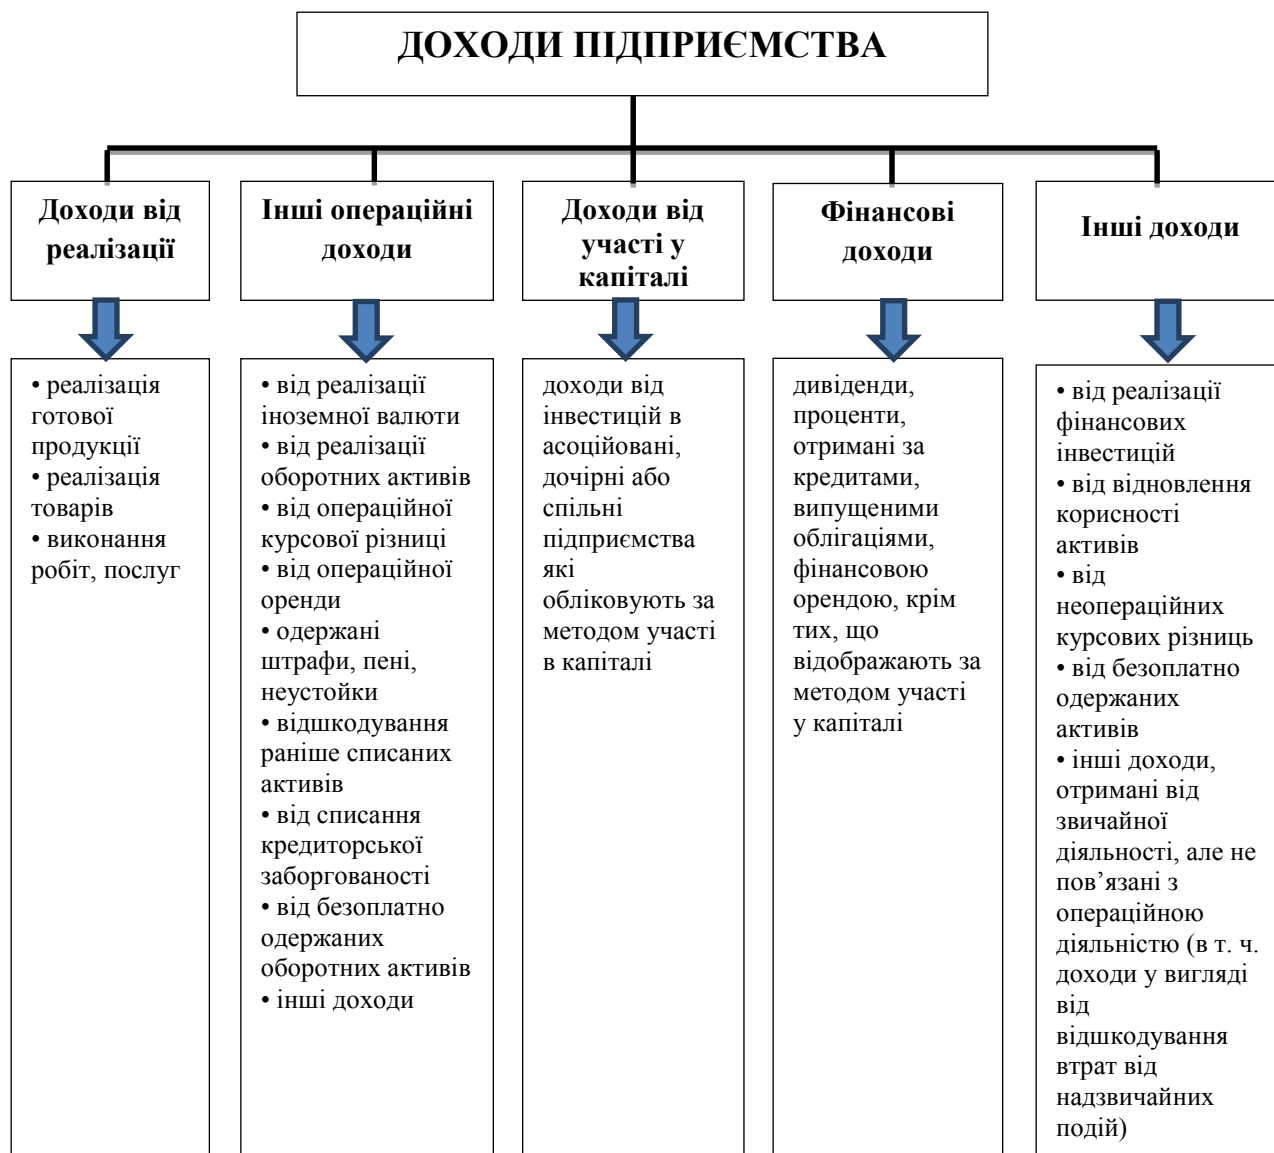 ДОХОДИ ПІДПРИЄМСТВА
Доходи від
реалізації
Інші операційні
доходи
Доходи від
участі у
капіталі
Фінансові
доходи
Інші доходи
• реалізація
готової
продукції
• реалізація
товарів
• виконання
робіт, послуг
• від реалізації
іноземної валюти
• від реалізації
оборотних активів
• від операційної
курсової різниці
• від операційної
оренди
• одержані
штрафи, пені,
неустойки
• відшкодування
раніше списаних
активів
• від списання
кредиторської
заборгованості
• від безоплатно
одержаних
оборотних активів
• інші доходи
доходи від
інвестицій в
асоційовані,
дочірні або
спільні
підприємства
які
обліковують за
методом участі
в капіталі
дивіденди,
проценти,
отримані за
кредитами,
випущеними
облігаціями,
фінансовою
орендою, крім
тих, що
відображають за
методом участі
у капіталі
• від реалізації
фінансових
інвестицій
• від відновлення
корисності
активів
• від
неопераційних
курсових різниць
• від безоплатно
одержаних
активів
• інші доходи,
отримані від
звичайної
діяльності, але не
пов’язані з
операційною
діяльністю (в т. ч.
доходи у вигляді
від
відшкодування
втрат від
надзвичайних
подій)